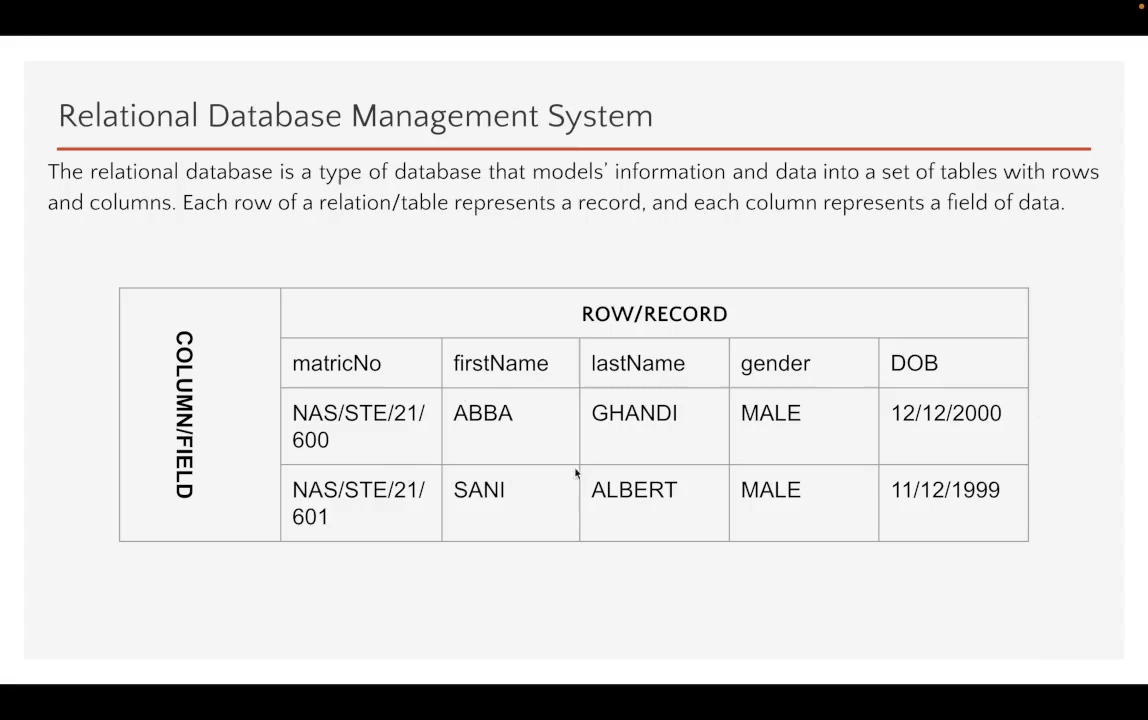 Relational Database Management System
The relational database is a type of database that models’ information and data into a set of tables with rows
and columns. Each row of a relation/table represents a record, and each column represents a field of data.
COLUMN/FIELD
ROW/RECORD
matricNo firstName lastName gender DOB
NAS/STE/21/ ABBA GHANDI MALE 12/12/2000
600
NAS/STE/21/ SANI ALBERT MALE 11/12/1999
601